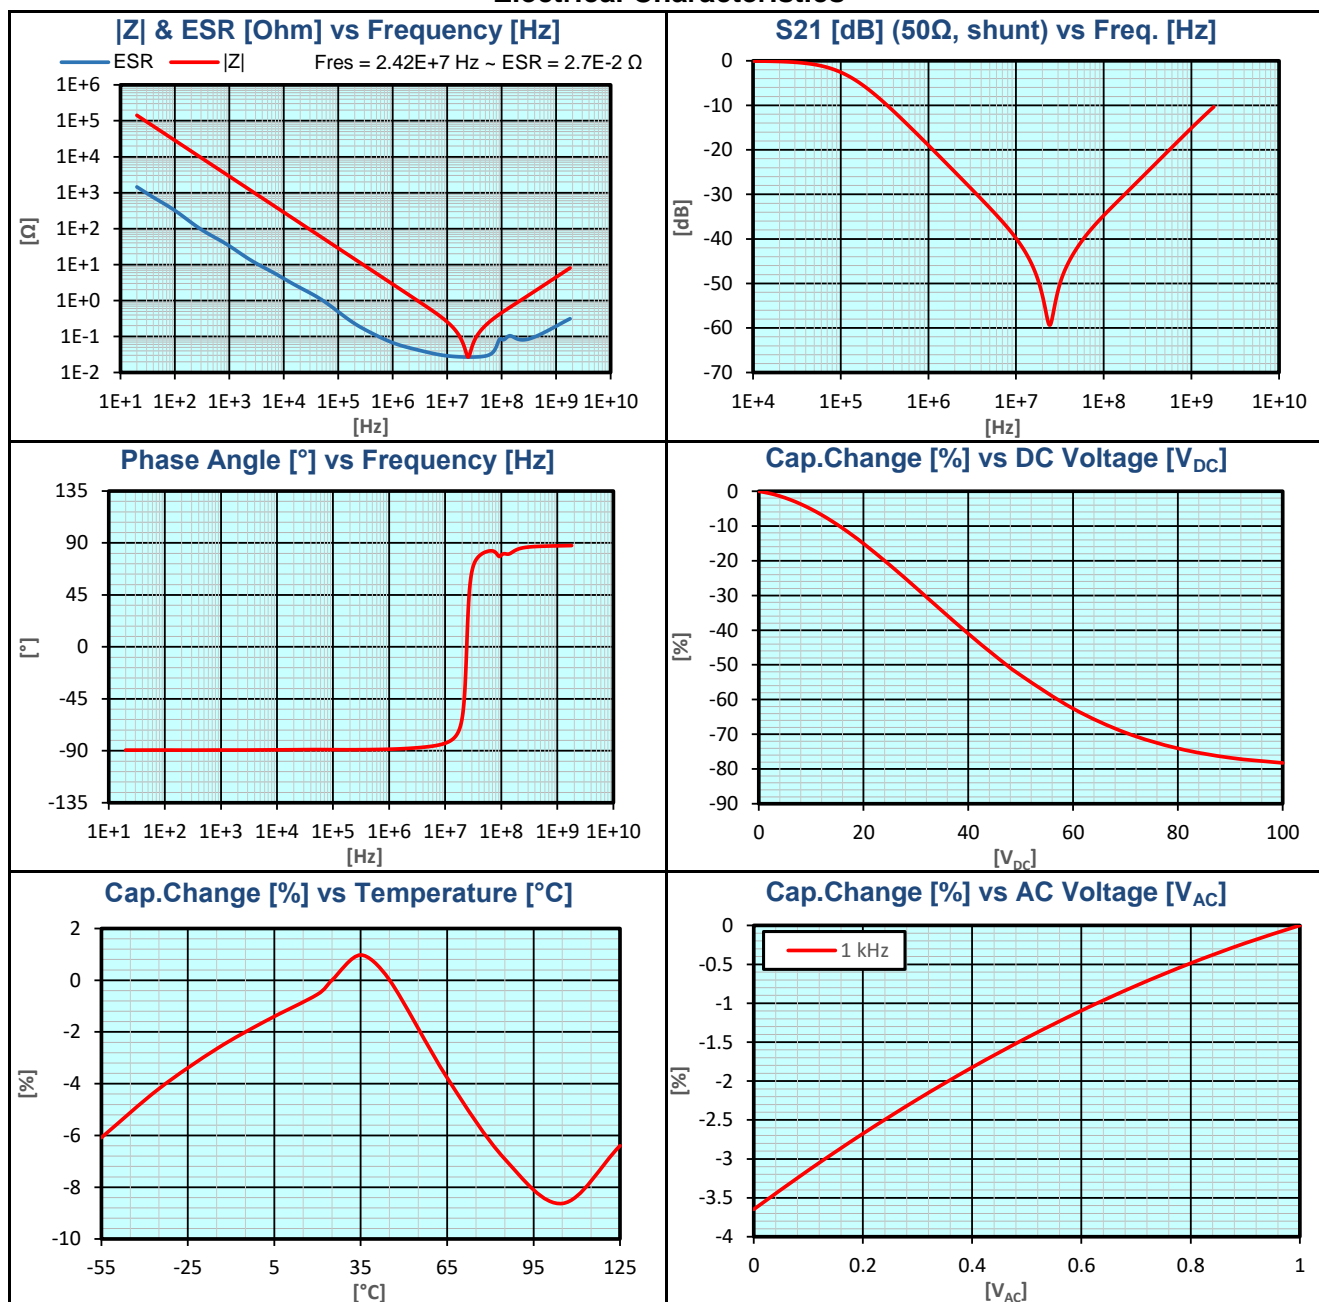 Electrical Characteristics
|Z| & ESR [Ohm] vs Frequency [Hz]
ESR |Z| Fres = 2.42E+7 Hz ~ ESR = 2.7E-2 Ω
1E+6
1E+5
1E+4
1E+3
1E+2
1E+1
1E+0
1E-1
1E-2
[Ω]
1E+1 1E+2 1E+3 1E+4 1E+5 1E+6 1E+7 1E+8 1E+9 1E+10
[Hz]
S21 [dB] (50Ω, shunt) vs Freq. [Hz]
0
-10
-20
-30
-40
-50
-60
-70
[dB]
1E+4 1E+5 1E+6 1E+7 1E+8 1E+9 1E+10
[Hz]
Phase Angle [°] vs Frequency [Hz]
135
90
45
0
-45
-90
-135
[°]
1E+1 1E+2 1E+3 1E+4 1E+5 1E+6 1E+7 1E+8 1E+9 1E+10
[Hz]
Cap.Change [%] vs DC Voltage [VDC]
0
-10
-20
-30
-40
-50
-60
-70
-80
-90
[%]
0 20 40 60 80 100
[VDC]
Cap.Change [%] vs Temperature [°C]
2
0
-2
-4
-6
-8
-10
[%]
-55 -25 5 35 65 95 125
[°C]
Cap.Change [%] vs AC Voltage [VAC]
1 kHz
0
-0.5
-1
-1.5
-2
-2.5
-3
-3.5
-4
[%]
0 0.2 0.4 0.6 0.8 1
[VAC]